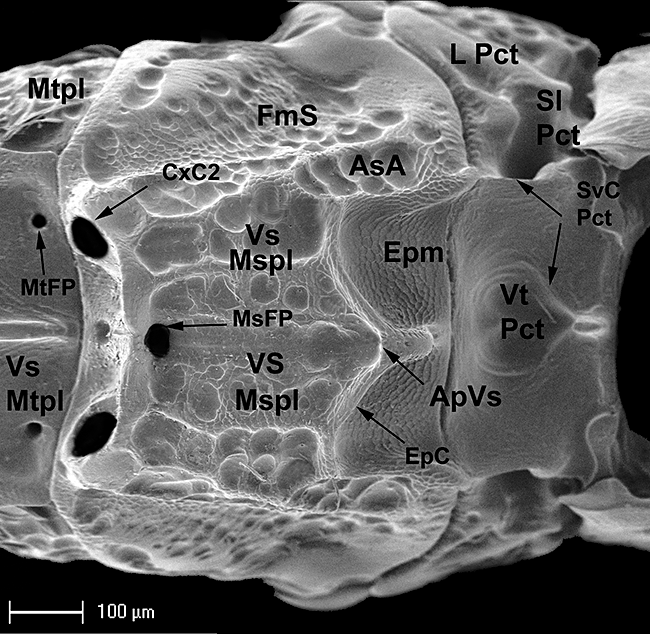 L Pct
Mtpl
Sl
Pct
FmS
AsA
CxC2
SvC
Pct
Vs
Mspl
Epm
MtFP
Vt
Pct
MsFP
Vs
Mtpl
VS
Mspl
ApVs
EpC
100 µm